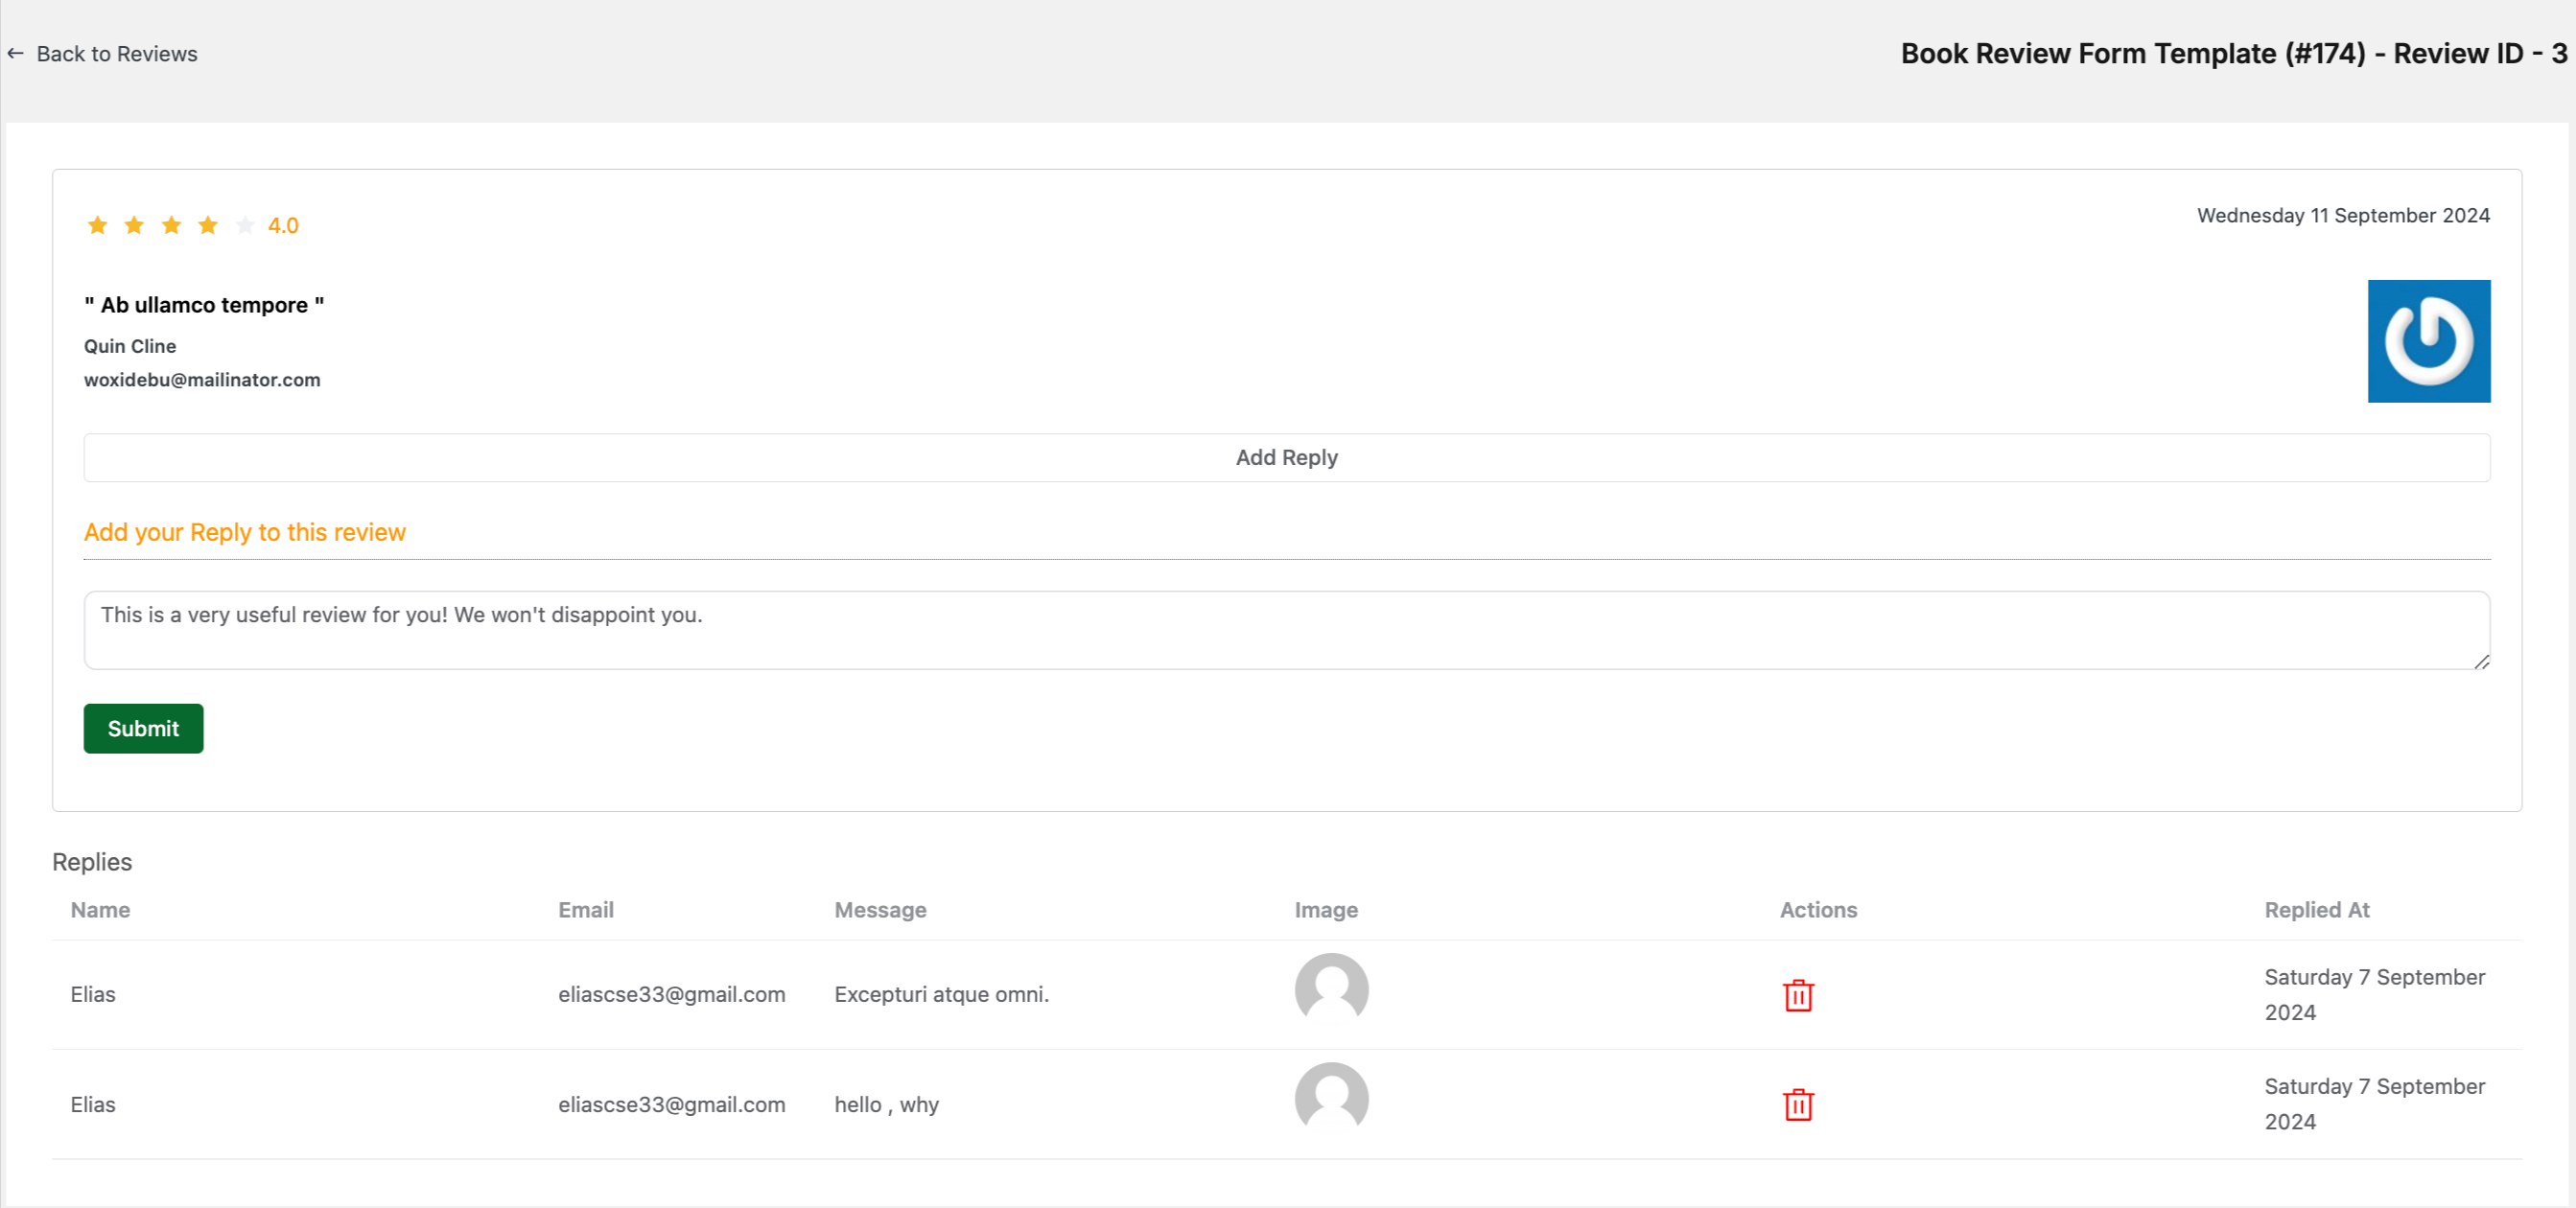 ← Back to Reviews
Book Review Form Template (#174) - Review ID - 3
4.0
Wednesday 11 September 2024
" Ab ullamco tempore "
Quin Cline
woxidebu@mailinator.com
Add Reply
Add your Reply to this review
This is a very useful review for you! We won't disappoint you.
Submit
Replies
Name Email Message Image Actions Replied At
Elias eliascse33@gmail.com Excepturi atque omni. Saturday 7 September
2024
Elias eliascse33@gmail.com hello , why Saturday 7 September
2024